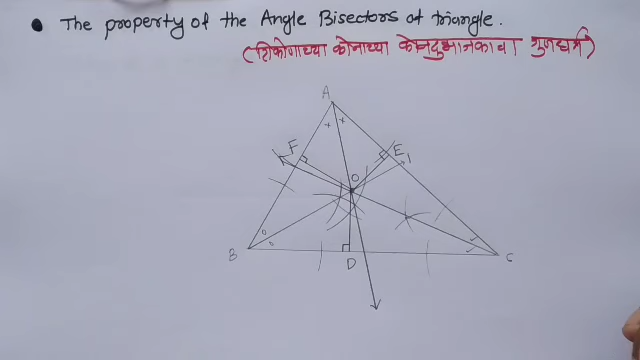 The property of the Angle Bisectors of triangle.
(त्रिकोणाच्या कोनाच्या कोनदुभाजकाचा गुणधर्म)
A
F
E
O
B
D
C